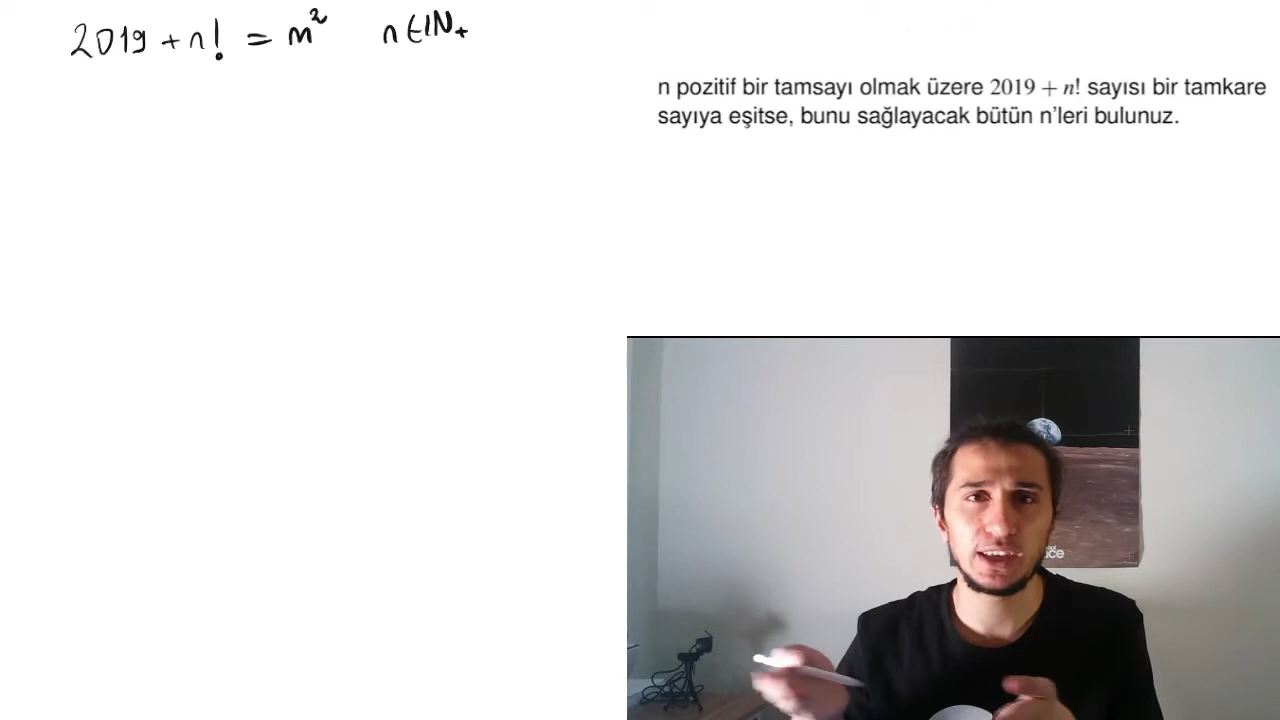 2019 + n! = m² n ∈ ℕ₊
n pozitif bir tamsayı olmak üzere 2019 + n! sayısı bir tamkare
sayıya eşitse, bunu sağlayacak bütün n'leri bulunuz.